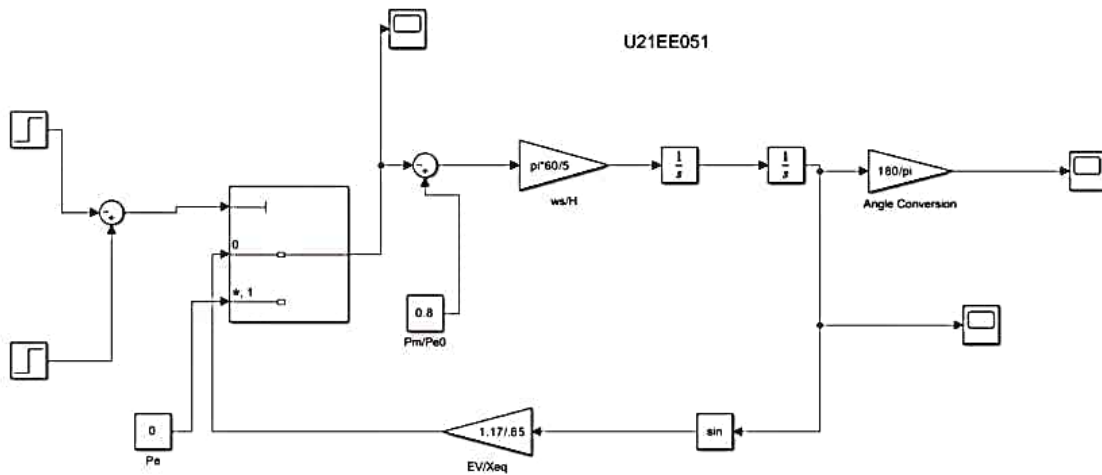 U21EE051
-
+
-
+
pi*60/5
ws/H
1
s
1
s
180/pi
Angle Conversion
0
*, 1
0.8
Pm/Pe0
0
Pe
1.17/.65
EV/Xeq
sin